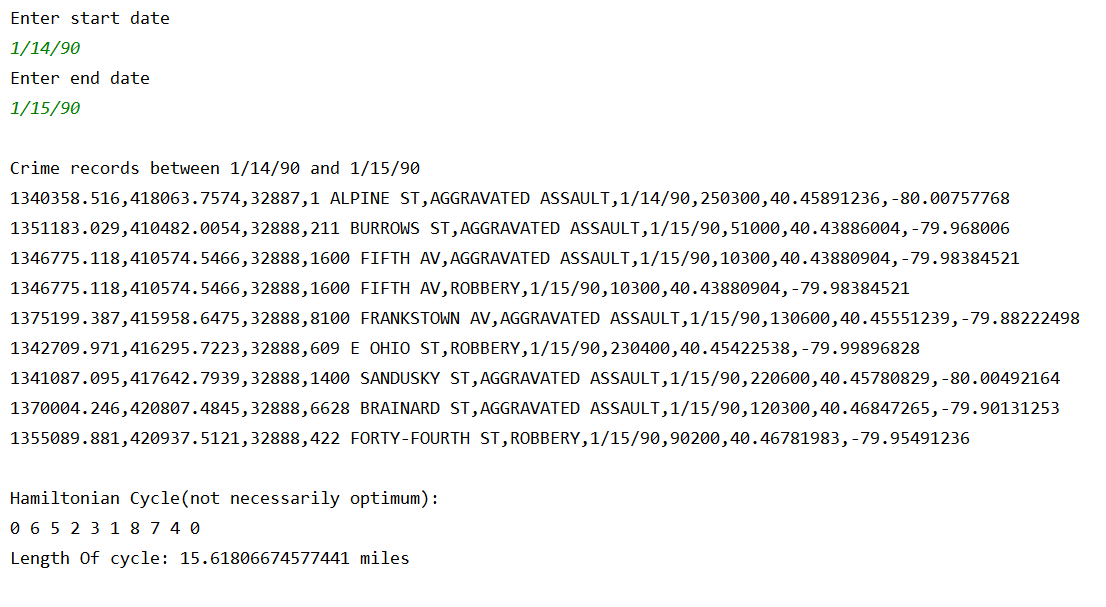 Enter start date
1/14/90
Enter end date
1/15/90
Crime records between 1/14/90 and 1/15/90
1340358.516,418063.7574,32887,1 ALPINE ST,AGGRAVATED ASSAULT,1/14/90,250300,40.45891236,-80.00757768
1351183.029,410482.0054,32888,211 BURROWS ST,AGGRAVATED ASSAULT,1/15/90,51000,40.43886004,-79.968006
1346775.118,410574.5466,32888,1600 FIFTH AV,AGGRAVATED ASSAULT,1/15/90,10300,40.43880904,-79.98384521
1346775.118,410574.5466,32888,1600 FIFTH AV,ROBBERY,1/15/90,10300,40.43880904,-79.98384521
1375199.387,415958.6475,32888,8100 FRANKSTOWN AV,AGGRAVATED ASSAULT,1/15/90,130600,40.45551239,-79.88222498
1342709.971,416295.7223,32888,609 E OHIO ST,ROBBERY,1/15/90,230400,40.45422538,-79.99896828
1341087.095,417642.7939,32888,1400 SANDUSKY ST,AGGRAVATED ASSAULT,1/15/90,220600,40.45780829,-80.00492164
1370004.246,420807.4845,32888,6628 BRAINARD ST,AGGRAVATED ASSAULT,1/15/90,120300,40.46847265,-79.90131253
1355089.881,420937.5121,32888,422 FORTY-FOURTH ST,ROBBERY,1/15/90,90200,40.46781983,-79.95491236
Hamiltonian Cycle(not necessarily optimum):
0 6 5 2 3 1 8 7 4 0
Length Of cycle: 15.61806674577441 miles